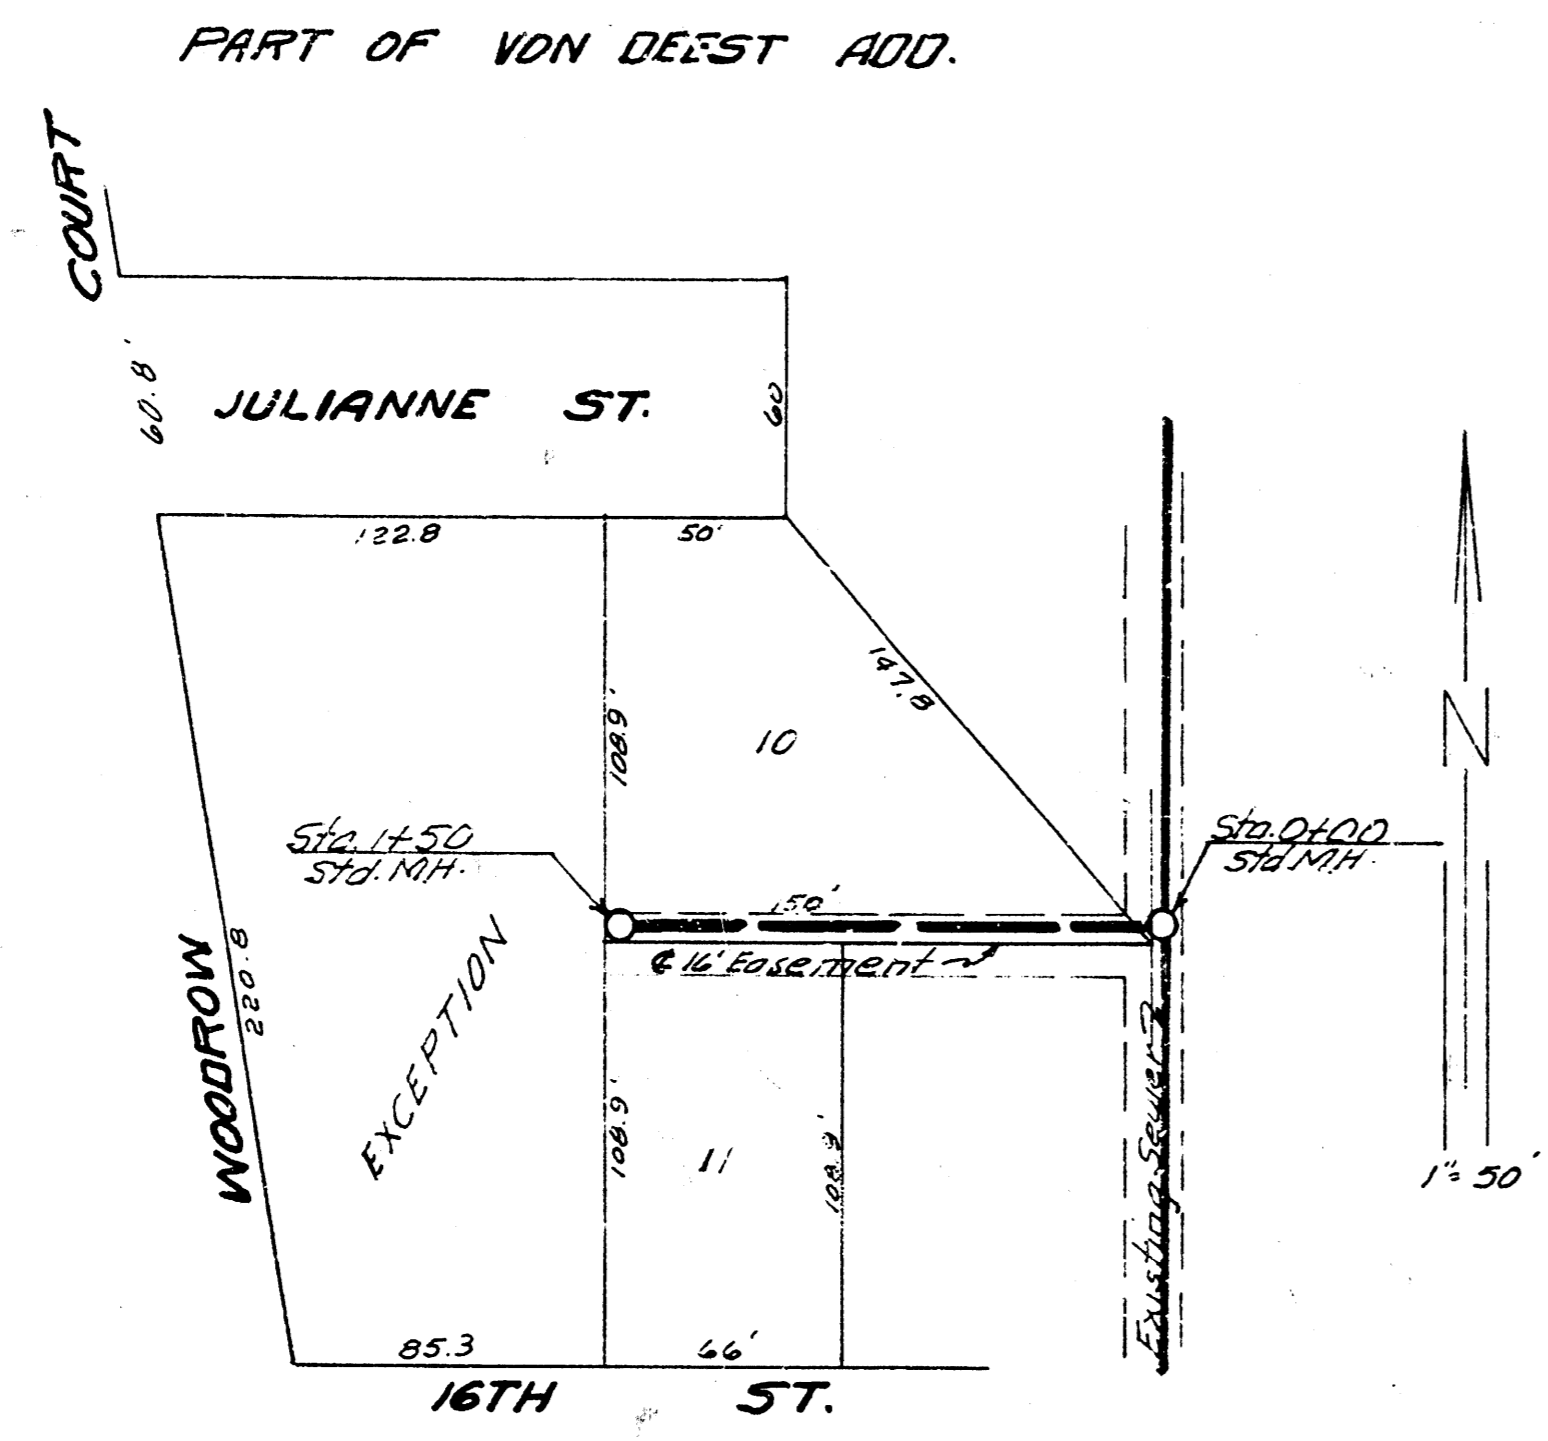 PART OF VON DEEST ADD.
COURT
60.8'
JULIANNE ST.
60
122.8
50'
147.8
108.9'
10
N
Sta. 1+50
Std. M.H.
Sta. 0+00
Std M.H.
150'
℄ 16' Easement
WOODROW
220.8
EXCEPTION
108.9'
11
108.9'
Existing Sewer
1"= 50'
85.3
66'
16TH ST.